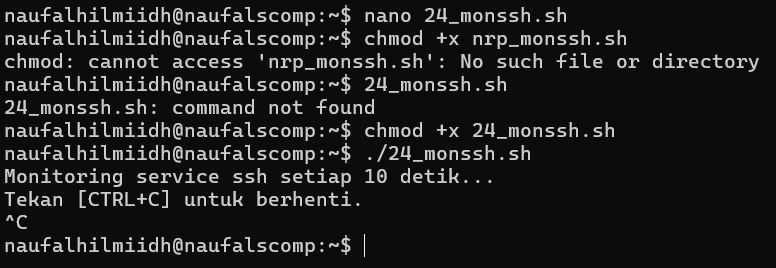 naufalhilmiidh@naufalscomp:~$ nano 24_monssh.sh
naufalhilmiidh@naufalscomp:~$ chmod +x nrp_monssh.sh
chmod: cannot access 'nrp_monssh.sh': No such file or directory
naufalhilmiidh@naufalscomp:~$ 24_monssh.sh
24_monssh.sh: command not found
naufalhilmiidh@naufalscomp:~$ chmod +x 24_monssh.sh
naufalhilmiidh@naufalscomp:~$ ./24_monssh.sh
Monitoring service ssh setiap 10 detik...
Tekan [CTRL+C] untuk berhenti.
^C
naufalhilmiidh@naufalscomp:~$